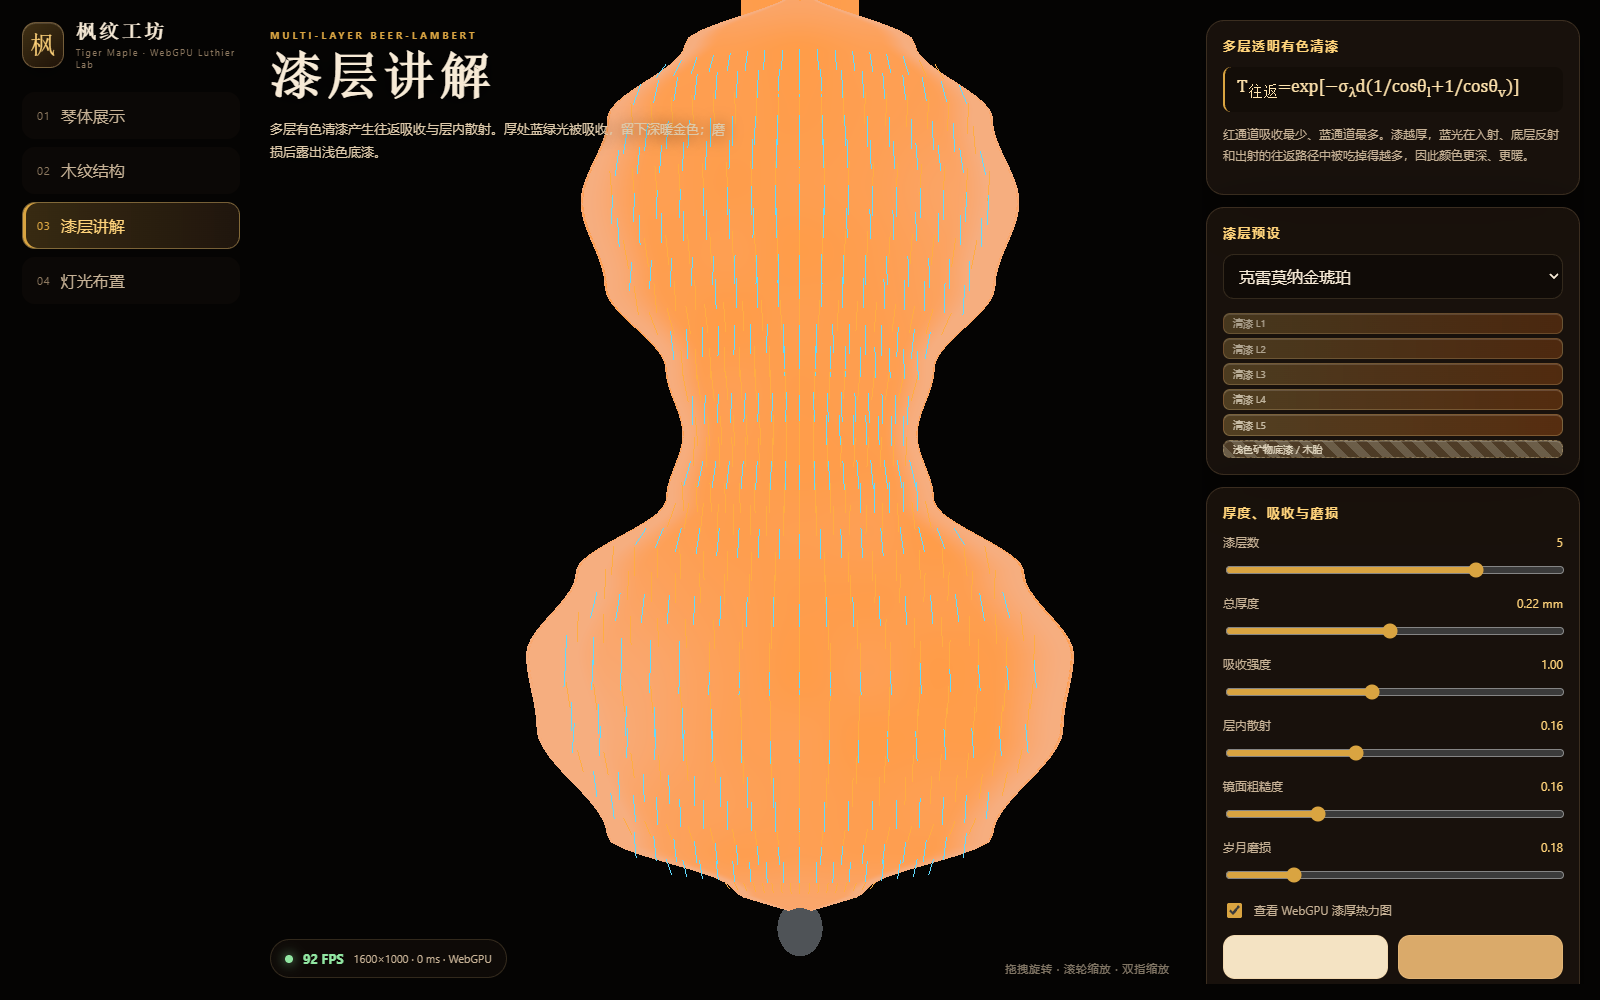 枫
枫纹工坊
Tiger Maple · WebGPU Luthier
Lab
01 琴体展示
02 木纹结构
03 漆层讲解
04 灯光布置
MULTI-LAYER BEER-LAMBERT
漆层讲解
多层有色清漆产生往返吸收与层内散射。厚处蓝绿光被吸收，留下深暖金色；磨
损后露出浅色底漆。
92 FPS 1600×1000 · 0 ms · WebGPU
拖拽旋转 · 滚轮缩放 · 双指缩放
多层透明有色清漆
T往返=exp[−σλd(1/cosθl+1/cosθv)]
红通道吸收最少、蓝通道最多。漆越厚，蓝光在入射、底层反射
和出射的往返路径中被吃掉得越多，因此颜色更深、更暖。
漆层预设
克雷莫纳金琥珀
清漆 L1
清漆 L2
清漆 L3
清漆 L4
清漆 L5
浅色矿物底漆 / 木胎
厚度、吸收与磨损
漆层数 5
总厚度 0.22 mm
吸收强度 1.00
层内散射 0.16
镜面粗糙度 0.16
岁月磨损 0.18
查看 WebGPU 漆厚热力图